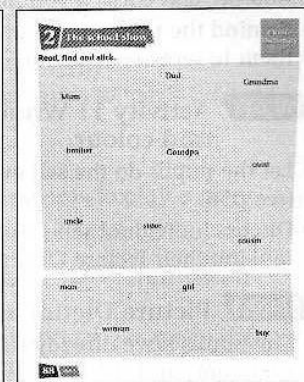 2 The school show
Read, find and stick.
Dad
Grandma
Mum
brother
Grandpa
aunt
uncle
sister
cousin
man
girl
woman
boy
88